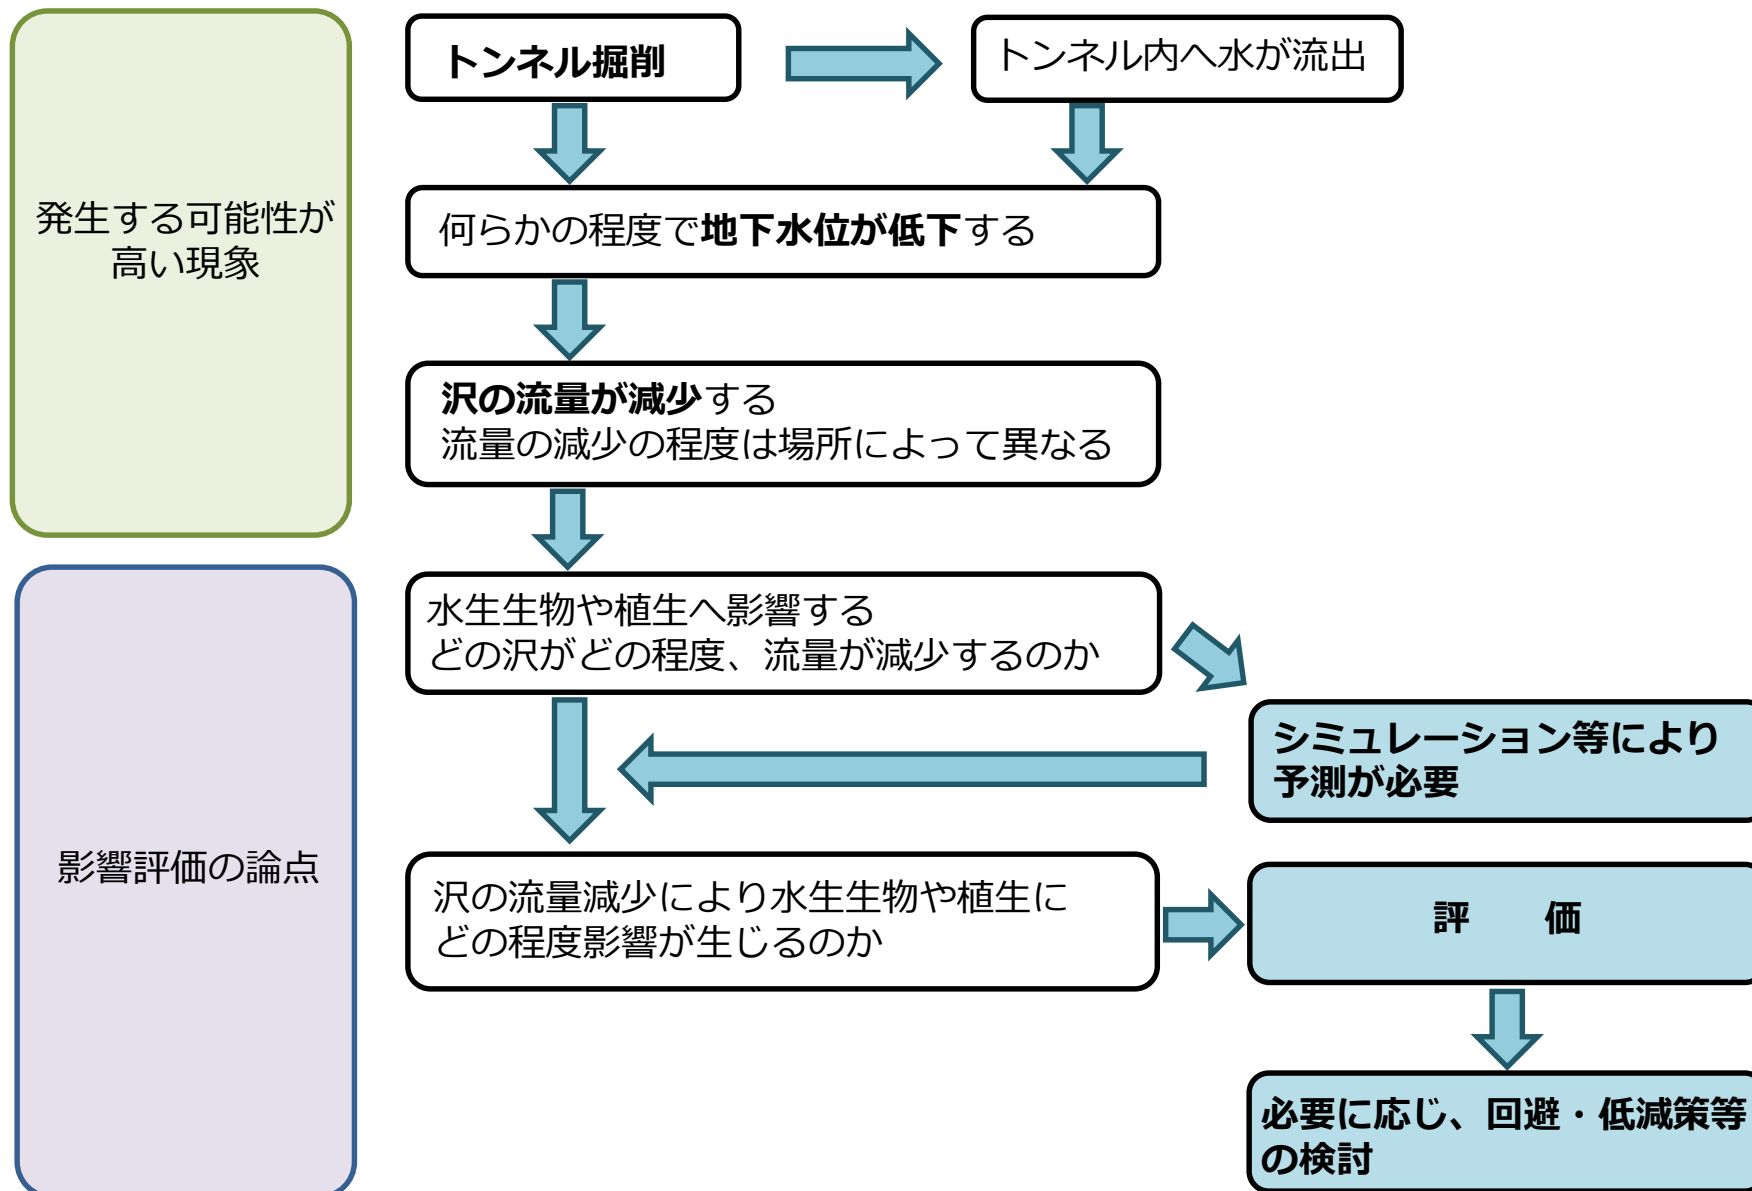 発生する可能性が
高い現象
トンネル掘削
トンネル内へ水が流出
何らかの程度で地下水位が低下する
沢の流量が減少する
流量の減少の程度は場所によって異なる
影響評価の論点
水生生物や植生へ影響する
どの沢がどの程度、流量が減少するのか
シミュレーション等により
予測が必要
沢の流量減少により水生生物や植生に
どの程度影響が生じるのか
評　価
必要に応じ、回避・低減策等
の検討